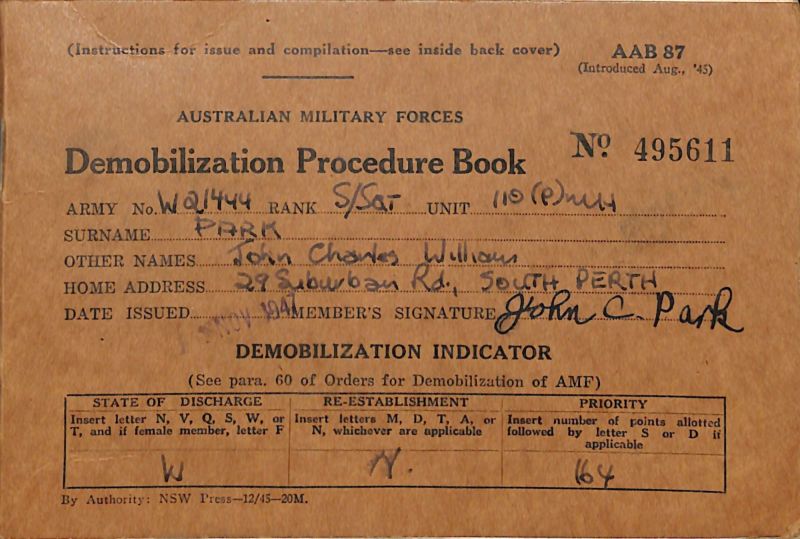 (Instructions for issue and compilation—see inside back cover) AAB 87
(Introduced Aug., '45)
AUSTRALIAN MILITARY FORCES
Demobilization Procedure Book No 495611
ARMY No. WQ1444 RANK S/SGT UNIT 110 (P) MH
SURNAME PARK
OTHER NAMES John Charles William
HOME ADDRESS 29 Suburban Rd., SOUTH PERTH
DATE ISSUED NOV 1947 MEMBER'S SIGNATURE John C. Park
DEMOBILIZATION INDICATOR
(See para. 60 of Orders for Demobilization of AMF)
STATE OF DISCHARGE RE-ESTABLISHMENT PRIORITY
Insert letter N, V, Q, S, W, or Insert letters M, D, T, A, or Insert number of points allotted
T, and if female member, letter F N, whichever are applicable followed by letter S or D if
applicable
W N. 164
By Authority: NSW Press—12/45—20M.